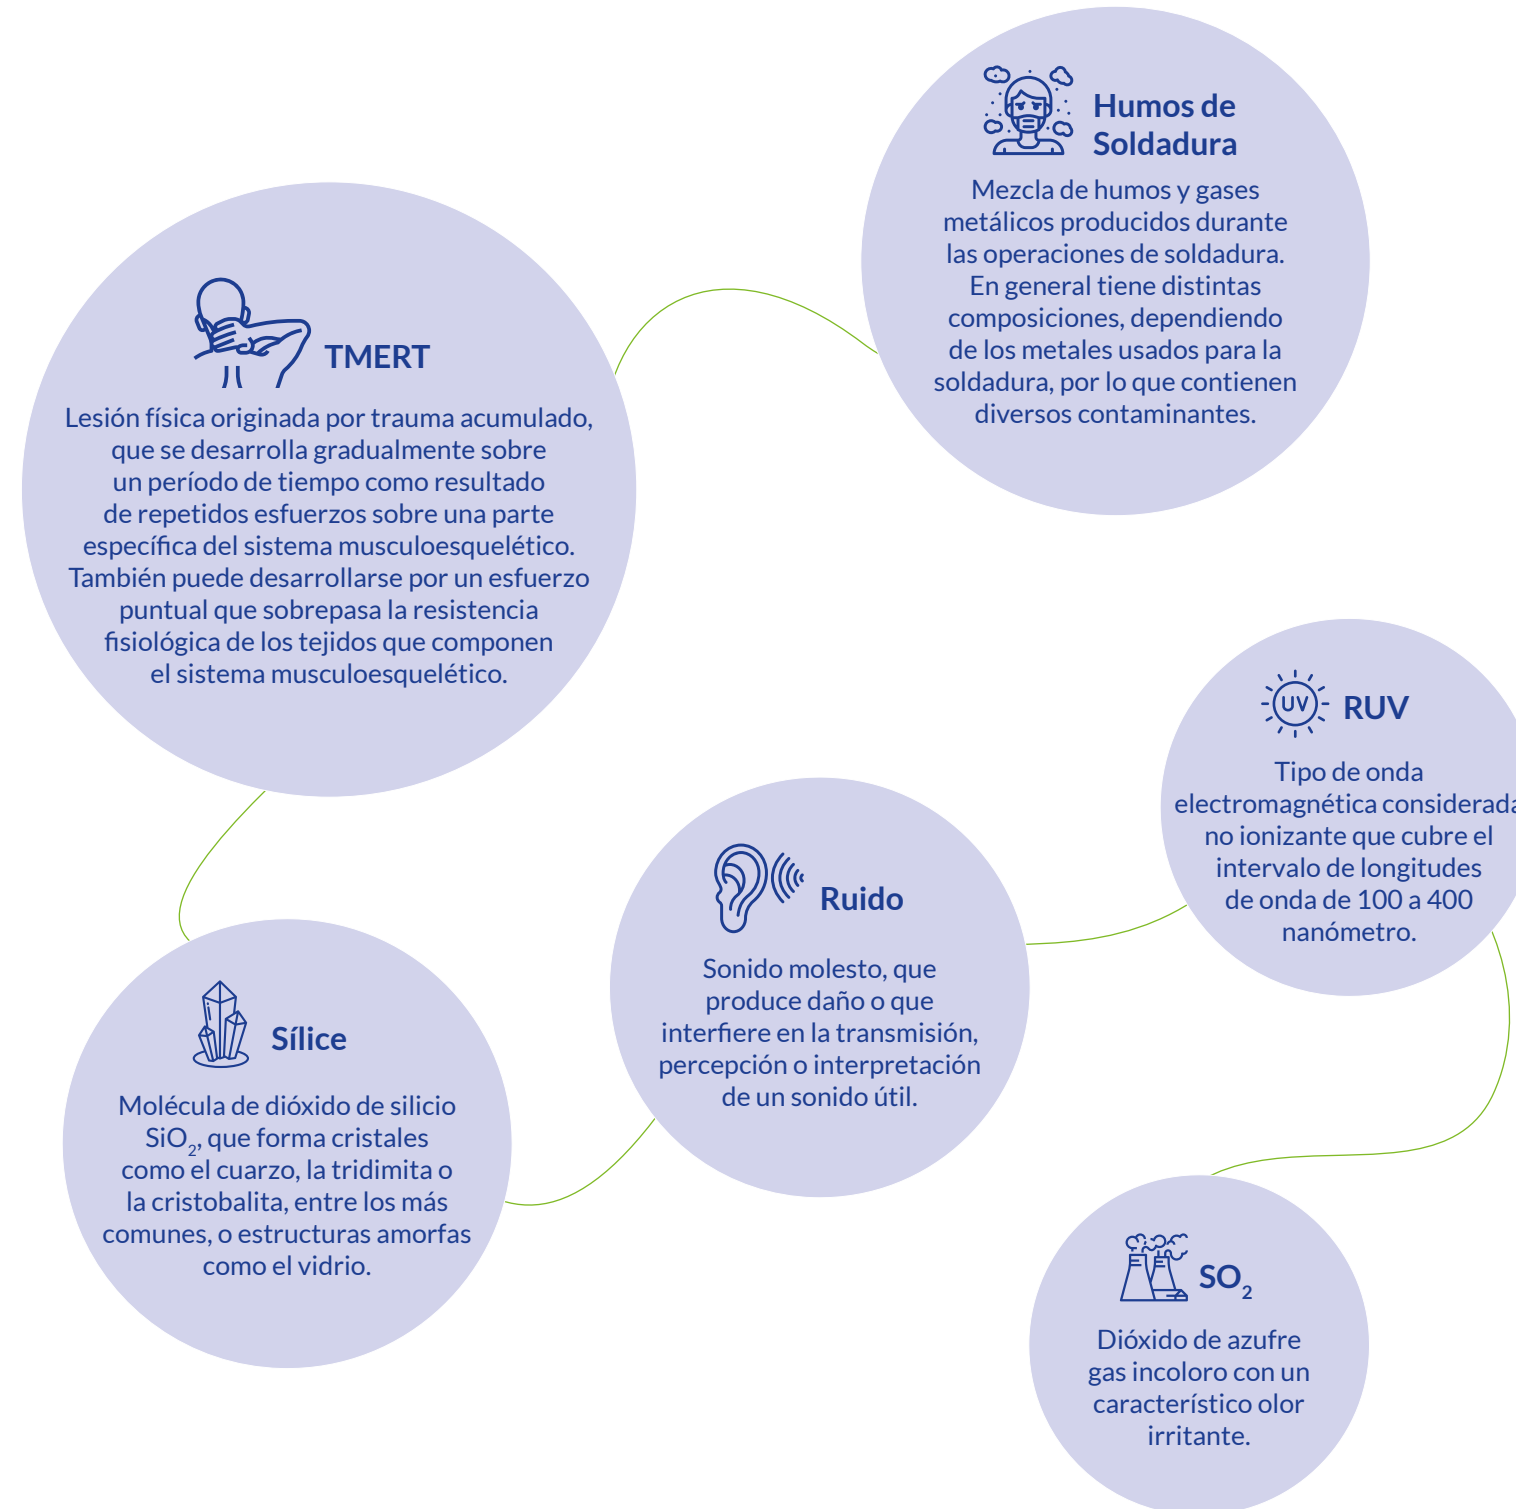 Humos de
Soldadura
Mezcla de humos y gases
metálicos producidos durante
las operaciones de soldadura.
En general tiene distintas
composiciones, dependiendo
de los metales usados para la
soldadura, por lo que contienen
diversos contaminantes.
TMERT
Lesión física originada por trauma acumulado,
que se desarrolla gradualmente sobre
un período de tiempo como resultado
de repetidos esfuerzos sobre una parte
específica del sistema musculoesquelético.
También puede desarrollarse por un esfuerzo
puntual que sobrepasa la resistencia
fisiológica de los tejidos que componen
el sistema musculoesquelético.
UV
RUV
Tipo de onda
electromagnética considerada
no ionizante que cubre el
intervalo de longitudes
de onda de 100 a 400
nanómetro.
Ruido
Sonido molesto, que
produce daño o que
interfiere en la transmisión,
percepción o interpretación
de un sonido útil.
Sílice
Molécula de dióxido de silicio
SiO₂, que forma cristales
como el cuarzo, la tridimita o
la cristobalita, entre los más
comunes, o estructuras amorfas
como el vidrio.
SO₂
Dióxido de azufre
gas incoloro con un
característico olor
irritante.